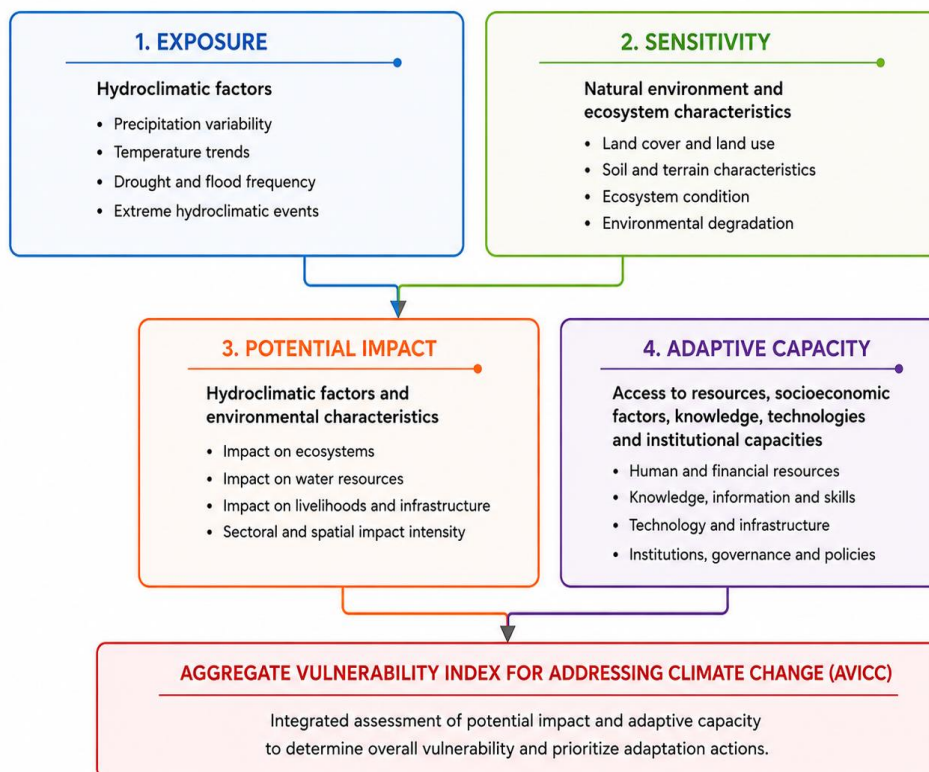 1. EXPOSURE
Hydroclimatic factors
• Precipitation variability
• Temperature trends
• Drought and flood frequency
• Extreme hydroclimatic events
2. SENSITIVITY
Natural environment and
ecosystem characteristics
• Land cover and land use
• Soil and terrain characteristics
• Ecosystem condition
• Environmental degradation
3. POTENTIAL IMPACT
Hydroclimatic factors and
environmental characteristics
• Impact on ecosystems
• Impact on water resources
• Impact on livelihoods and infrastructure
• Sectoral and spatial impact intensity
4. ADAPTIVE CAPACITY
Access to resources, socioeconomic
factors, knowledge, technologies
and institutional capacities
• Human and financial resources
• Knowledge, information and skills
• Technology and infrastructure
• Institutions, governance and policies
AGGREGATE VULNERABILITY INDEX FOR ADDRESSING CLIMATE CHANGE (AVICC)
Integrated assessment of potential impact and adaptive capacity
to determine overall vulnerability and prioritize adaptation actions.